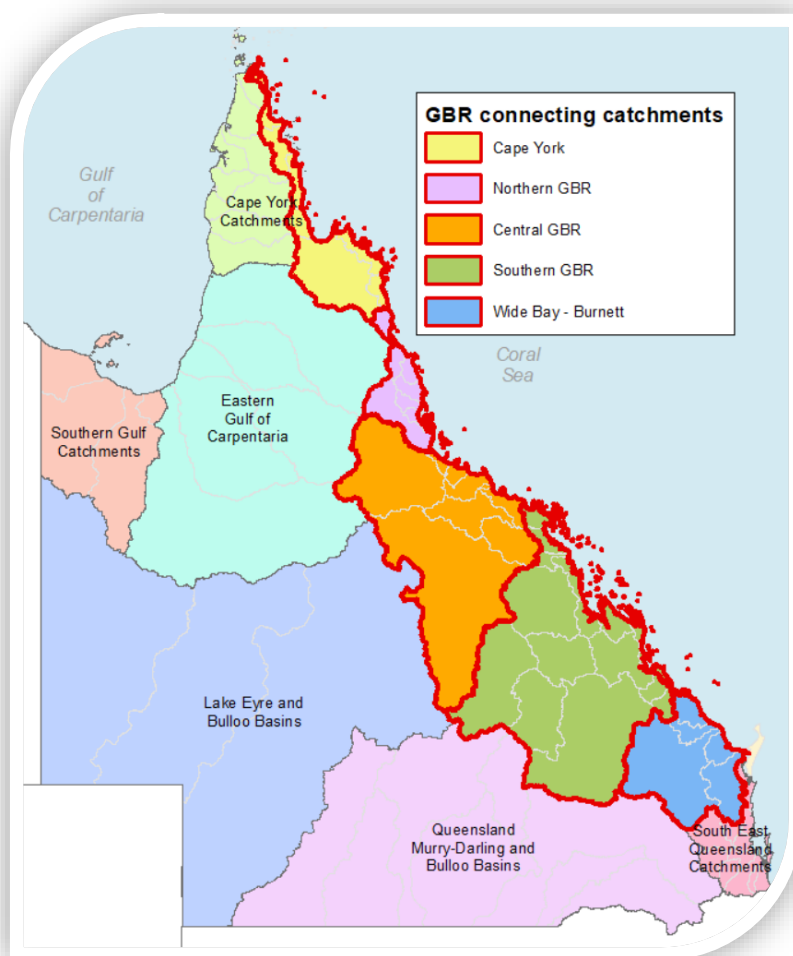 GBR connecting catchments
Cape York
Northern GBR
Central GBR
Southern GBR
Wide Bay - Burnett
Gulf
of
Carpentaria
Cape York
Catchments
Coral
Sea
Eastern
Gulf of
Carpentaria
Southern Gulf
Catchments
Lake Eyre and
Bulloo Basins
Queensland
Murry-Darling and
Bulloo Basins
South East
Queensland
Catchments